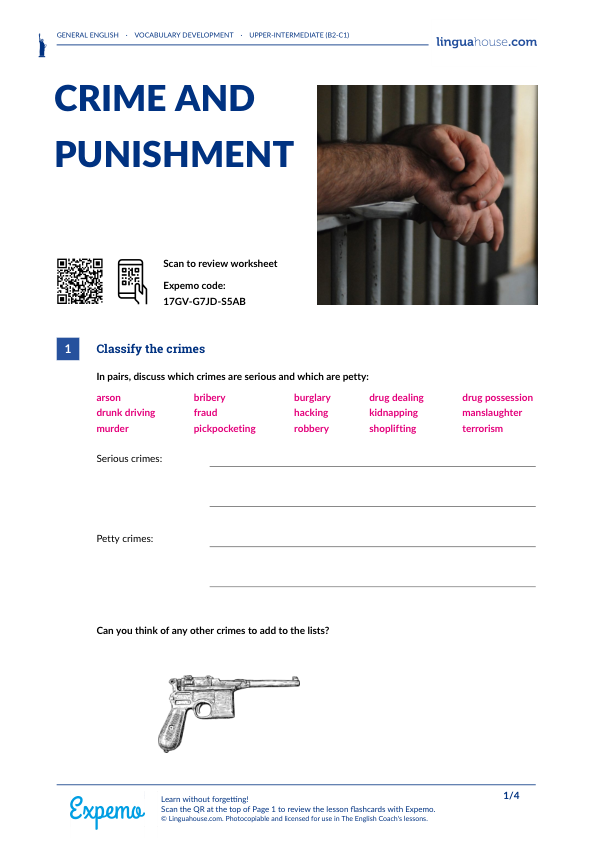 GENERAL ENGLISH · VOCABULARY DEVELOPMENT · UPPER-INTERMEDIATE (B2-C1)
linguahouse.com
CRIME AND
PUNISHMENT
Scan to review worksheet
Expemo code:
17GV-G7JD-S5AB
1 Classify the crimes
In pairs, discuss which crimes are serious and which are petty:
arson bribery burglary drug dealing drug possession
drunk driving fraud hacking kidnapping manslaughter
murder pickpocketing robbery shoplifting terrorism
Serious crimes:
Petty crimes:
Can you think of any other crimes to add to the lists?
1/4
Expemo
Learn without forgetting!
Scan the QR at the top of Page 1 to review the lesson flashcards with Expemo.
© Linguahouse.com. Photocopiable and licensed for use in The English Coach's lessons.